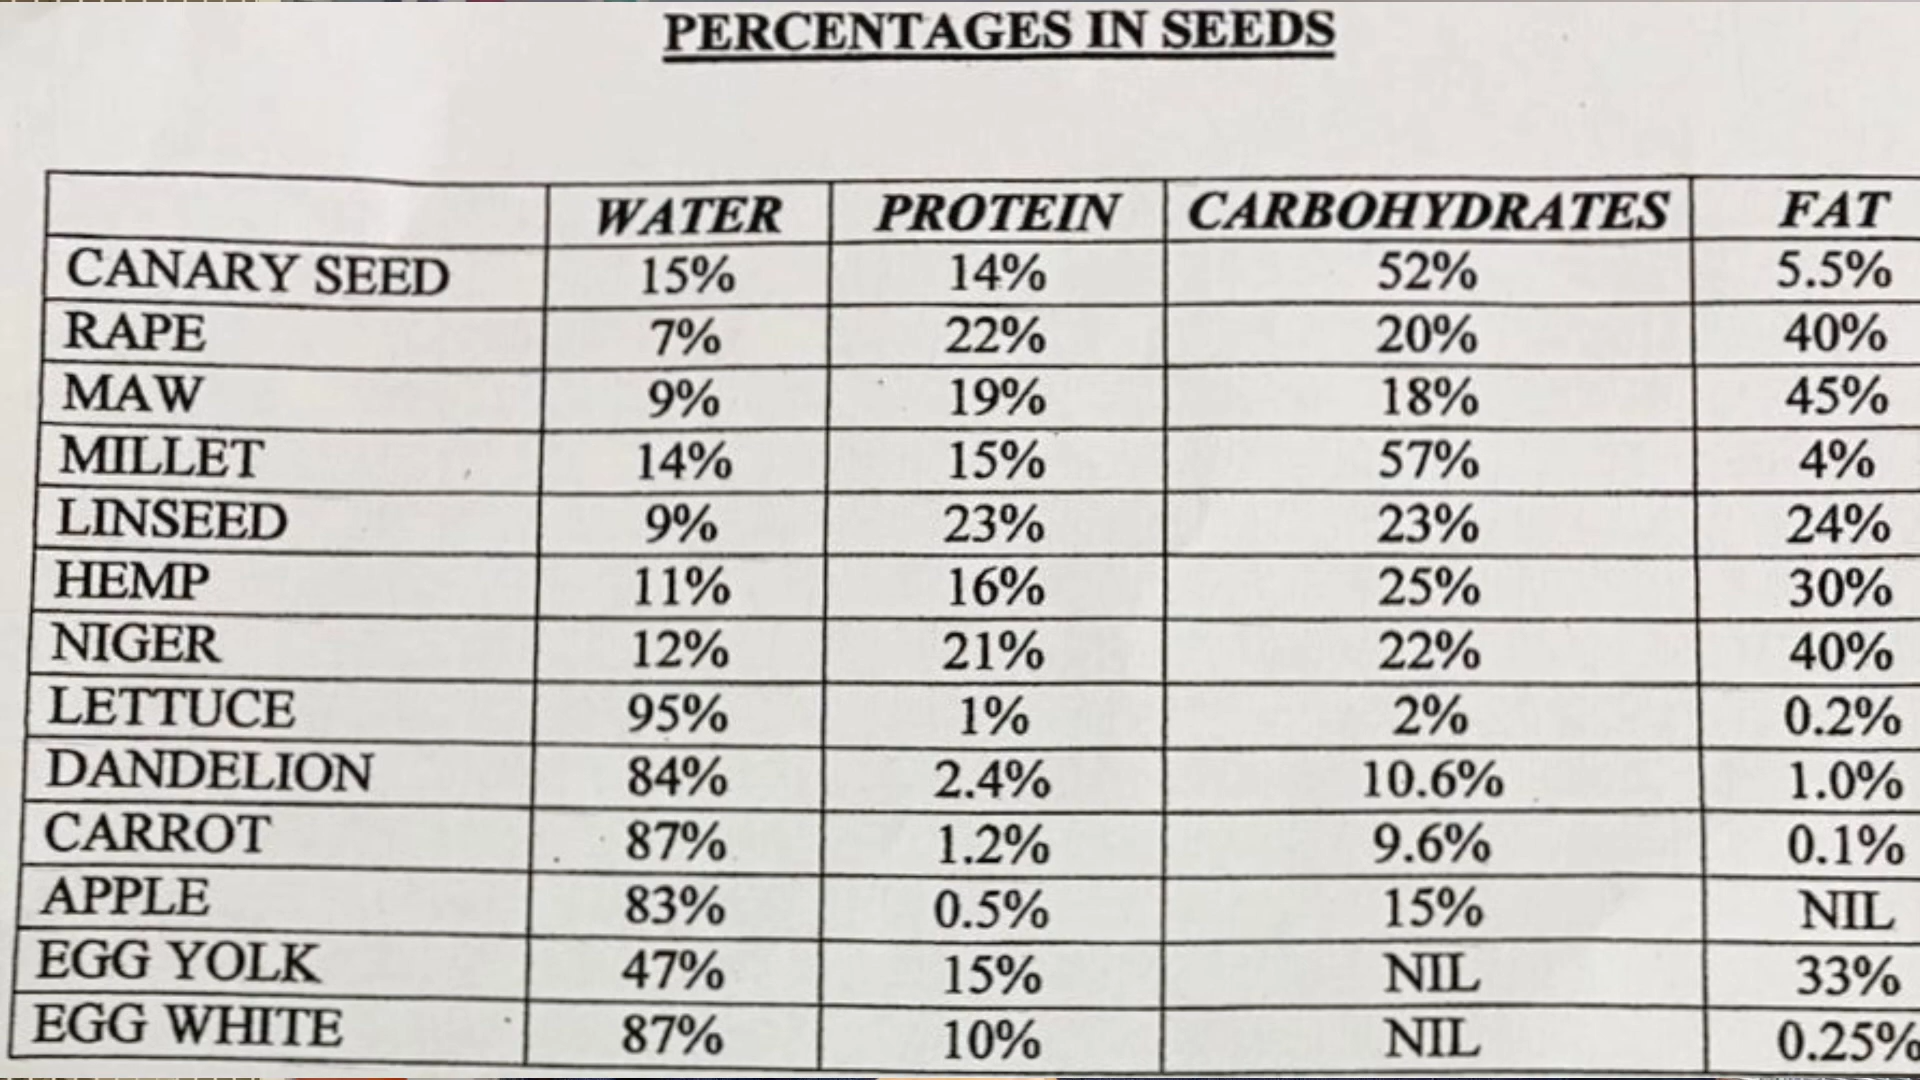 PERCENTAGES IN SEEDS
WATER PROTEIN CARBOHYDRATES FAT
CANARY SEED 15% 14% 52% 5.5%
RAPE 7% 22% 20% 40%
MAW 9% 19% 18% 45%
MILLET 14% 15% 57% 4%
LINSEED 9% 23% 23% 24%
HEMP 11% 16% 25% 30%
NIGER 12% 21% 22% 40%
LETTUCE 95% 1% 2% 0.2%
DANDELION 84% 2.4% 10.6% 1.0%
CARROT 87% 1.2% 9.6% 0.1%
APPLE 83% 0.5% 15% NIL
EGG YOLK 47% 15% NIL 33%
EGG WHITE 87% 10% NIL 0.25%